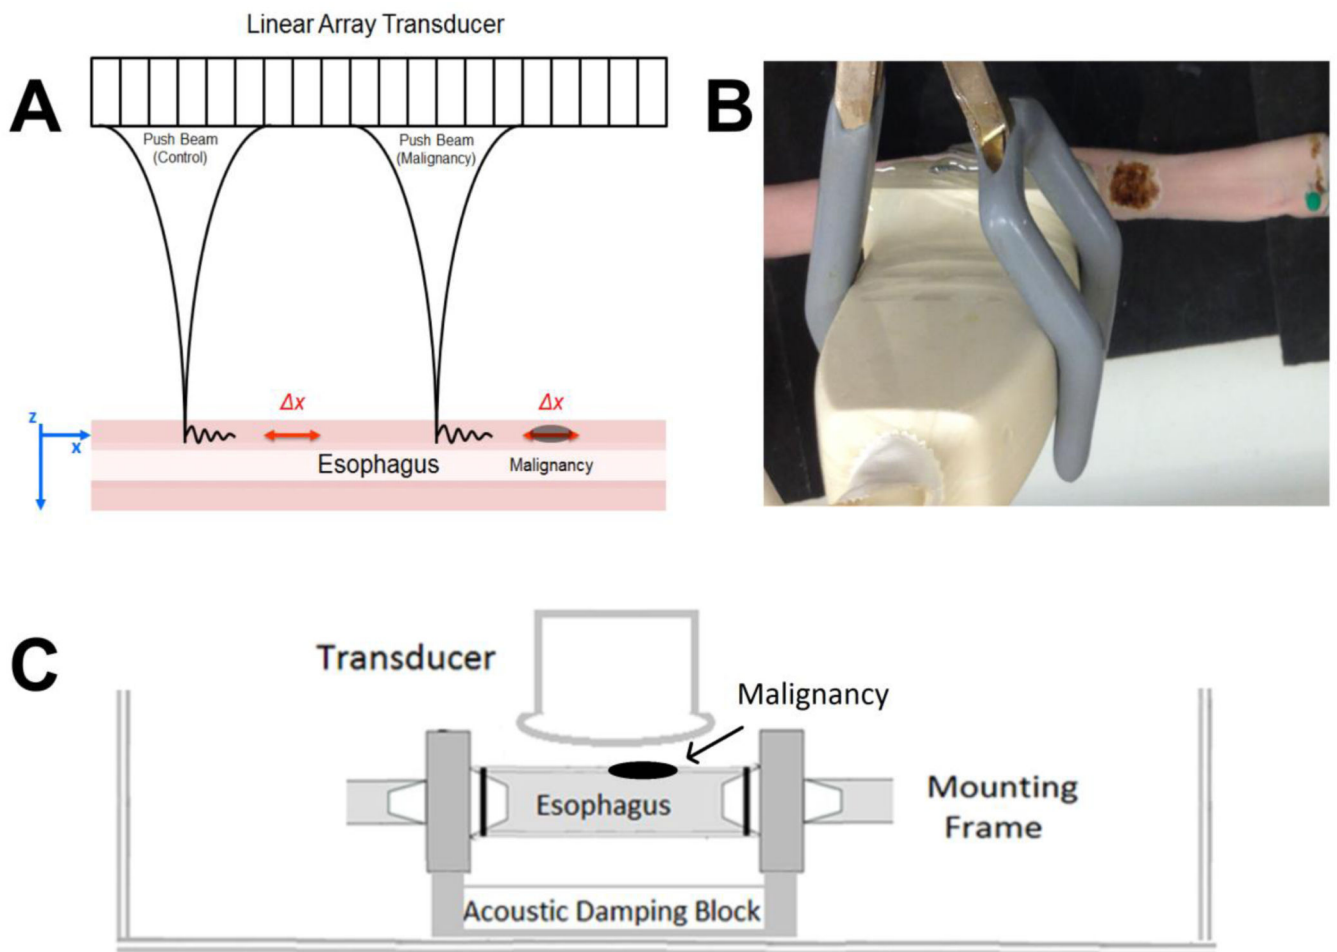 Linear Array Transducer
A
Push Beam
(Control)
Push Beam
(Malignancy)
Δx
Δx
z
x
Esophagus
Malignancy
B
C
Transducer
Malignancy
Esophagus
Mounting
Frame
Acoustic Damping Block